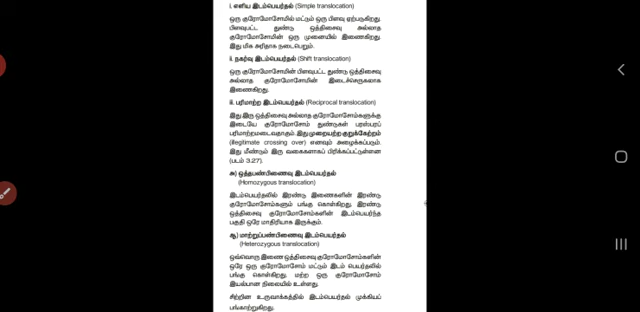 i. எளிய இடம்பெயர்தல் (Simple translocation)
ஒரு குரோமோசோமில் மட்டும் ஒரு பிளவு ஏற்படுகிறது.
பிளவுபட்ட துண்டு ஒத்திசைவு அல்லாத
குரோமோசோமின் ஒரு முனையில் இணைகிறது.
இது மிக அரிதாக நடைபெறும்.
ii. நகர்வு இடம்பெயர்தல் (Shift translocation)
ஒரு குரோமோசோமின் பிளவுபட்ட துண்டு ஒத்திசைவு
அல்லாத குரோமோசோமின் இடைச்செருகலாக
இணைகிறது.
iii. பரிமாற்ற இடம்பெயர்தல் (Reciprocal translocation)
இது இரு ஒத்திசைவு அல்லாத குரோமோசோம்களுக்கு
இடையே குரோமோசோம் துண்டுகள் பரஸ்பரப்
பரிமாற்றமடைவதாகும். இது முறையற்ற குறுக்கேற்றம்
(illegitimate crossing over) எனவும் அழைக்கப்படும்.
இது மீண்டும் இரு வகைகளாகப் பிரிக்கப்பட்டுள்ளன
(படம் 3.27).
அ) ஒத்தபண்பிணைவு இடம்பெயர்தல்
(Homozygous translocation)
இடம்பெயர்தலில் இரண்டு இணைகளின் இரண்டு
குரோமோசோம்களும் பங்கு கொள்கிறது. இரண்டு
ஒத்திசைவு குரோமோசோம்களின் இடம்பெயர்ந்த
பகுதி ஒரே மாதிரியாக இருக்கும்.
ஆ) மாற்றுப்பண்பிணைவு இடம்பெயர்தல்
(Heterozygous translocation)
ஒவ்வொரு இணை ஒத்திசைவு குரோமோசோம்களின்
ஒரே ஒரு குரோமோசோம் மட்டும் இடம் பெயர்தலில்
பங்கு கொள்கிறது. மற்ற ஒரு குரோமோசோம்
இயல்பான நிலையில் உள்ளது.
சிற்றின உருவாக்கத்தில் இடம்பெயர்தல் முக்கியப்
பங்காற்றுகிறது.